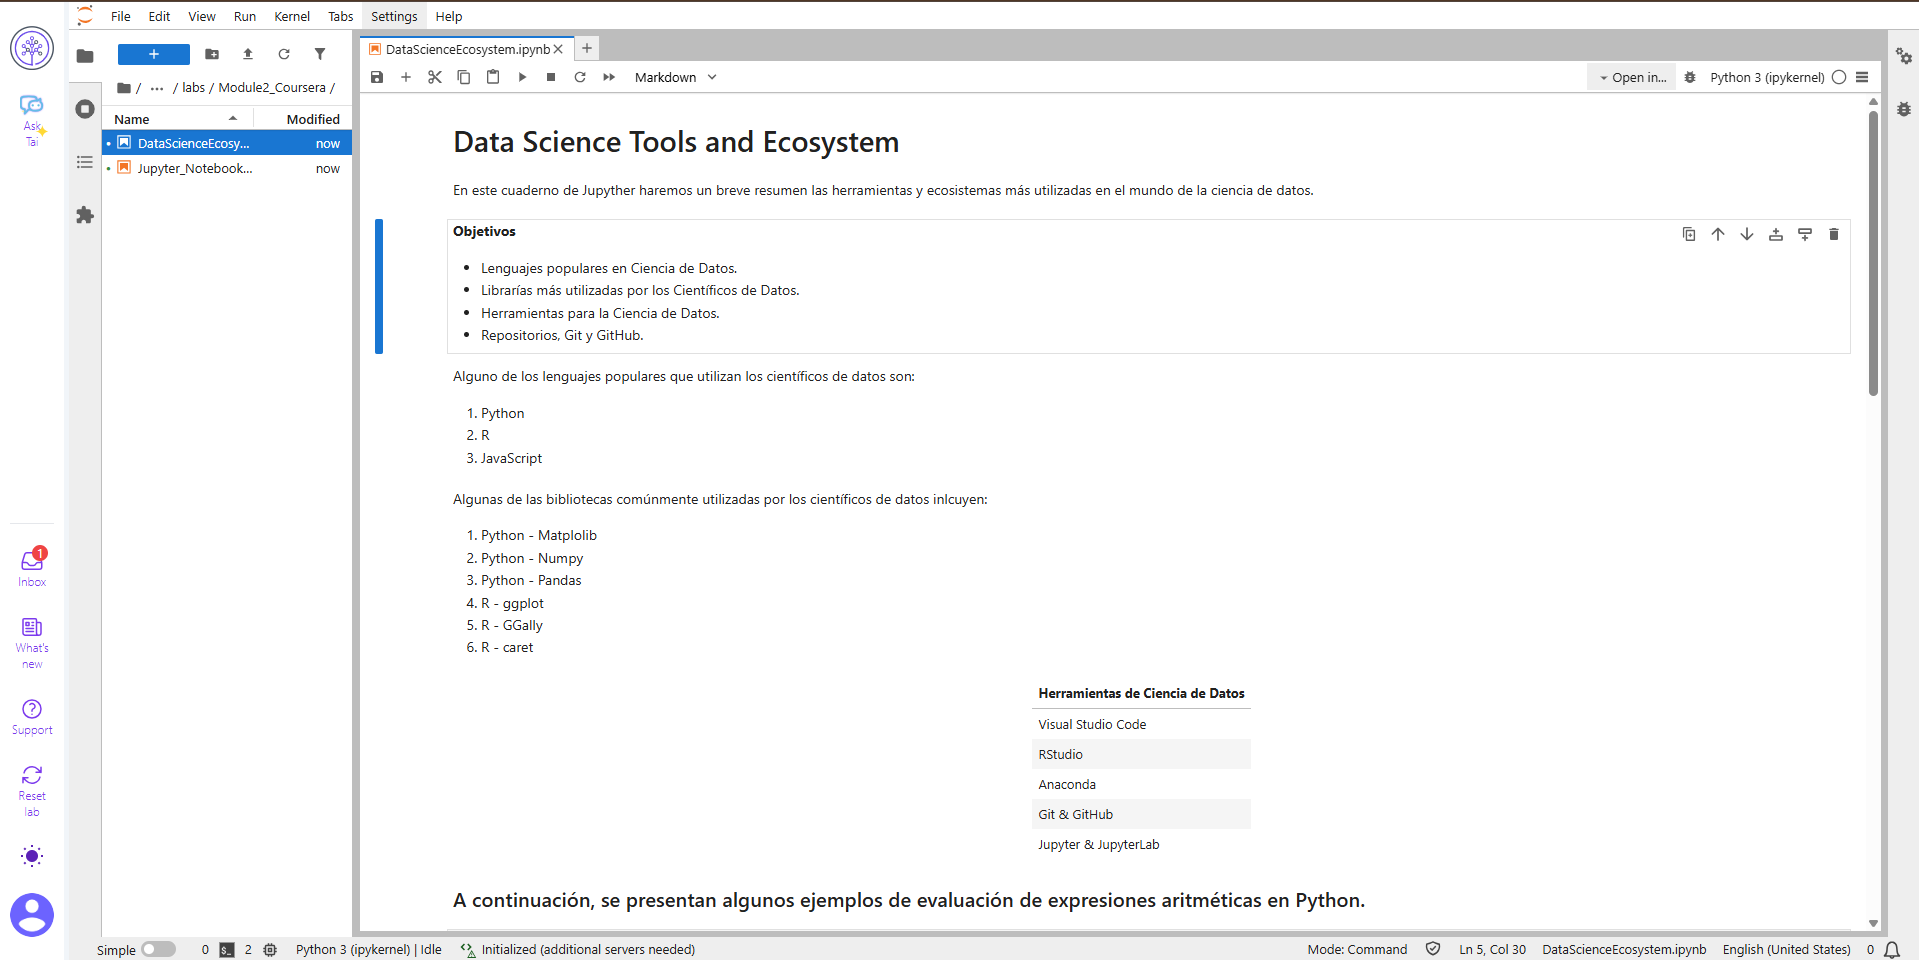 File Edit View Run Kernel Tabs Settings Help
Ask
Tai
Inbox
1
What's
new
Support
Reset
lab
+
/ ··· / labs / Module2_Coursera /
Name Modified
DataScienceEcosy... now
Jupyter_Notebook... now
DataScienceEcosystem.ipynb
Markdown
Open in...
Python 3 (ipykernel)
Data Science Tools and Ecosystem
En este cuaderno de Jupyther haremos un breve resumen las herramientas y ecosistemas más utilizadas en el mundo de la ciencia de datos.
Objetivos
• Lenguajes populares en Ciencia de Datos.
• Librarías más utilizadas por los Científicos de Datos.
• Herramientas para la Ciencia de Datos.
• Repositorios, Git y GitHub.
Alguno de los lenguajes populares que utilizan los científicos de datos son:
1. Python
2. R
3. JavaScript
Algunas de las bibliotecas comúnmente utilizadas por los científicos de datos inlcuyen:
1. Python - Matplolib
2. Python - Numpy
3. Python - Pandas
4. R - ggplot
5. R - GGally
6. R - caret
Herramientas de Ciencia de Datos
Visual Studio Code
RStudio
Anaconda
Git & GitHub
Jupyter & JupyterLab
A continuación, se presentan algunos ejemplos de evaluación de expresiones aritméticas en Python.
Simple 0 $_ 2 Python 3 (ipykernel) | Idle Initialized (additional servers needed) Mode: Command Ln 5, Col 30 DataScienceEcosystem.ipynb English (United States) 0